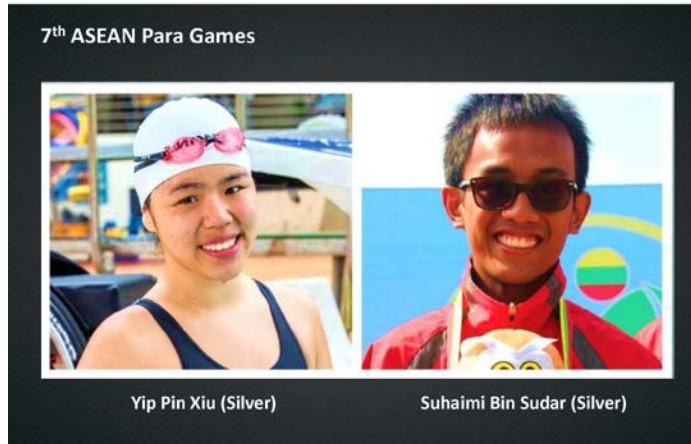 7th ASEAN Para Games
Yip Pin Xiu (Silver)
Suhaimi Bin Sudar (Silver)